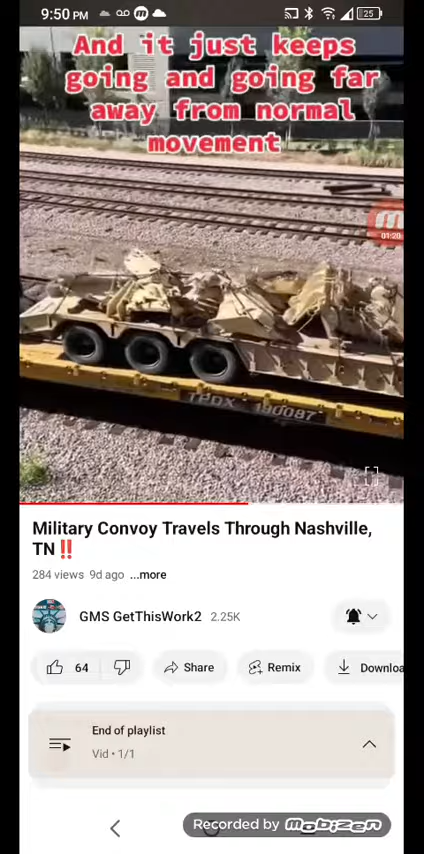 9:50 PM
25
And it just keeps
going and going far
away from normal
movement
01:20
TPDX 190087
Military Convoy Travels Through Nashville,
TN‼️
284 views 9d ago ...more
GMS GetThisWork2 2.25K
64
Share
Remix
Downloa
End of playlist
Vid • 1/1
Recorded by mobizen